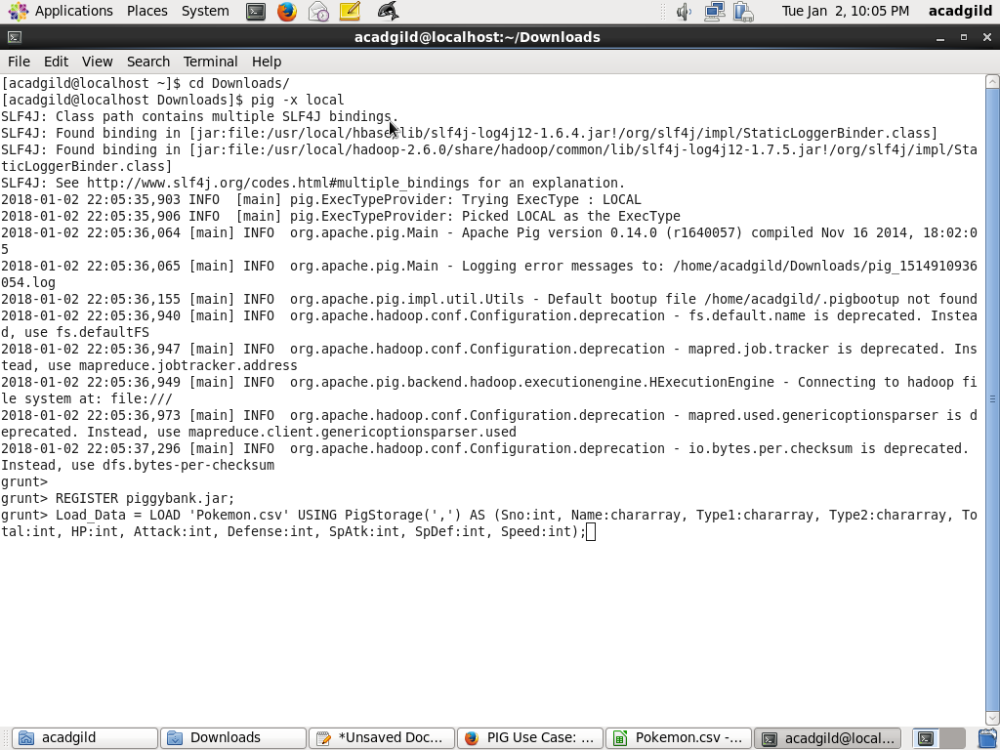 Applications Places System Tue Jan 2, 10:05 PM acadgild
acadgild@localhost:~/Downloads
File Edit View Search Terminal Help
[acadgild@localhost ~]$ cd Downloads/
[acadgild@localhost Downloads]$ pig -x local
SLF4J: Class path contains multiple SLF4J bindings.
SLF4J: Found binding in [jar:file:/usr/local/hbase/lib/slf4j-log4j12-1.6.4.jar!/org/slf4j/impl/StaticLoggerBinder.class]
SLF4J: Found binding in [jar:file:/usr/local/hadoop-2.6.0/share/hadoop/common/lib/slf4j-log4j12-1.7.5.jar!/org/slf4j/impl/Sta
ticLoggerBinder.class]
SLF4J: See http://www.slf4j.org/codes.html#multiple_bindings for an explanation.
2018-01-02 22:05:35,903 INFO  [main] pig.ExecTypeProvider: Trying ExecType : LOCAL
2018-01-02 22:05:35,906 INFO  [main] pig.ExecTypeProvider: Picked LOCAL as the ExecType
2018-01-02 22:05:36,064 [main] INFO  org.apache.pig.Main - Apache Pig version 0.14.0 (r1640057) compiled Nov 16 2014, 18:02:0
5
2018-01-02 22:05:36,065 [main] INFO  org.apache.pig.Main - Logging error messages to: /home/acadgild/Downloads/pig_1514910936
054.log
2018-01-02 22:05:36,155 [main] INFO  org.apache.pig.impl.util.Utils - Default bootup file /home/acadgild/.pigbootup not found
2018-01-02 22:05:36,940 [main] INFO  org.apache.hadoop.conf.Configuration.deprecation - fs.default.name is deprecated. Instea
d, use fs.defaultFS
2018-01-02 22:05:36,947 [main] INFO  org.apache.hadoop.conf.Configuration.deprecation - mapred.job.tracker is deprecated. Ins
tead, use mapreduce.jobtracker.address
2018-01-02 22:05:36,949 [main] INFO  org.apache.pig.backend.hadoop.executionengine.HExecutionEngine - Connecting to hadoop fi
le system at: file:///
2018-01-02 22:05:36,973 [main] INFO  org.apache.hadoop.conf.Configuration.deprecation - mapred.used.genericoptionsparser is d
eprecated. Instead, use mapreduce.client.genericoptionsparser.used
2018-01-02 22:05:37,296 [main] INFO  org.apache.hadoop.conf.Configuration.deprecation - io.bytes.per.checksum is deprecated.
Instead, use dfs.bytes-per-checksum
grunt>
grunt> REGISTER piggybank.jar;
grunt> Load_Data = LOAD 'Pokemon.csv' USING PigStorage(',') AS (Sno:int, Name:chararray, Type1:chararray, Type2:chararray, To
tal:int, HP:int, Attack:int, Defense:int, SpAtk:int, SpDef:int, Speed:int);
acadgild Downloads *Unsaved Doc... PIG Use Case: ... Pokemon.csv -... acadgild@local...